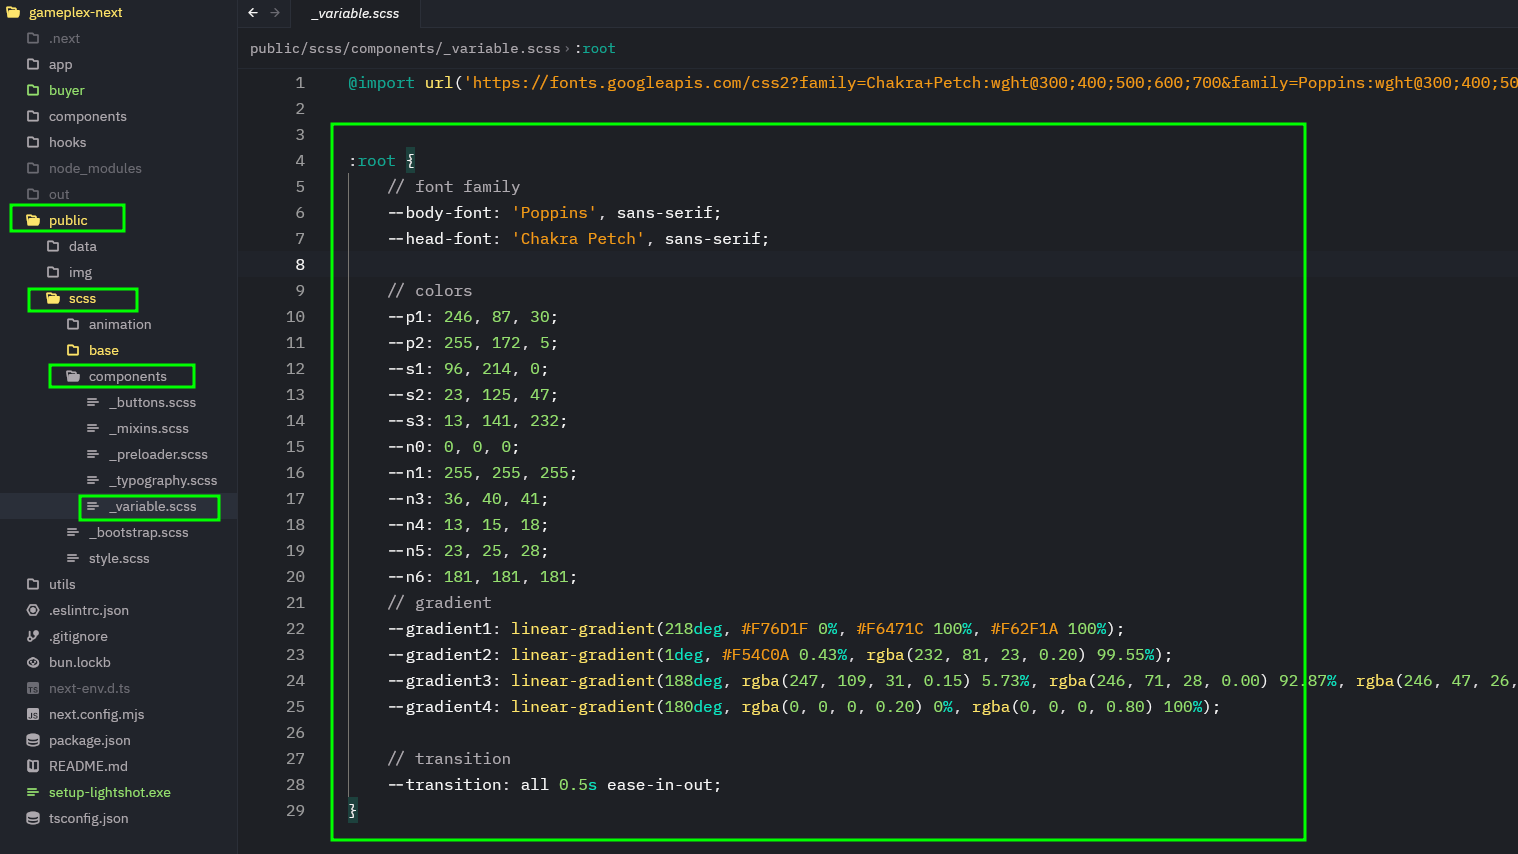 gameplex-next
.next
app
buyer
components
hooks
node_modules
out
public
data
img
scss
animation
base
components
_buttons.scss
_mixins.scss
_preloader.scss
_typography.scss
_variable.scss
_bootstrap.scss
style.scss
utils
.eslintrc.json
.gitignore
bun.lockb
next-env.d.ts
next.config.mjs
package.json
README.md
setup-lightshot.exe
tsconfig.json
_variable.scss
public/scss/components/_variable.scss › :root
1 @import url('https://fonts.googleapis.com/css2?family=Chakra+Petch:wght@300;400;500;600;700&family=Poppins:wght@300;400;50
2
3
4 :root {
5 // font family
6 --body-font: 'Poppins', sans-serif;
7 --head-font: 'Chakra Petch', sans-serif;
8
9 // colors
10 --p1: 246, 87, 30;
11 --p2: 255, 172, 5;
12 --s1: 96, 214, 0;
13 --s2: 23, 125, 47;
14 --s3: 13, 141, 232;
15 --n0: 0, 0, 0;
16 --n1: 255, 255, 255;
17 --n3: 36, 40, 41;
18 --n4: 13, 15, 18;
19 --n5: 23, 25, 28;
20 --n6: 181, 181, 181;
21 // gradient
22 --gradient1: linear-gradient(218deg, #F76D1F 0%, #F6471C 100%, #F62F1A 100%);
23 --gradient2: linear-gradient(1deg, #F54C0A 0.43%, rgba(232, 81, 23, 0.20) 99.55%);
24 --gradient3: linear-gradient(188deg, rgba(247, 109, 31, 0.15) 5.73%, rgba(246, 71, 28, 0.00) 92.87%, rgba(246, 47, 26,
25 --gradient4: linear-gradient(180deg, rgba(0, 0, 0, 0.20) 0%, rgba(0, 0, 0, 0.80) 100%);
26
27 // transition
28 --transition: all 0.5s ease-in-out;
29 }